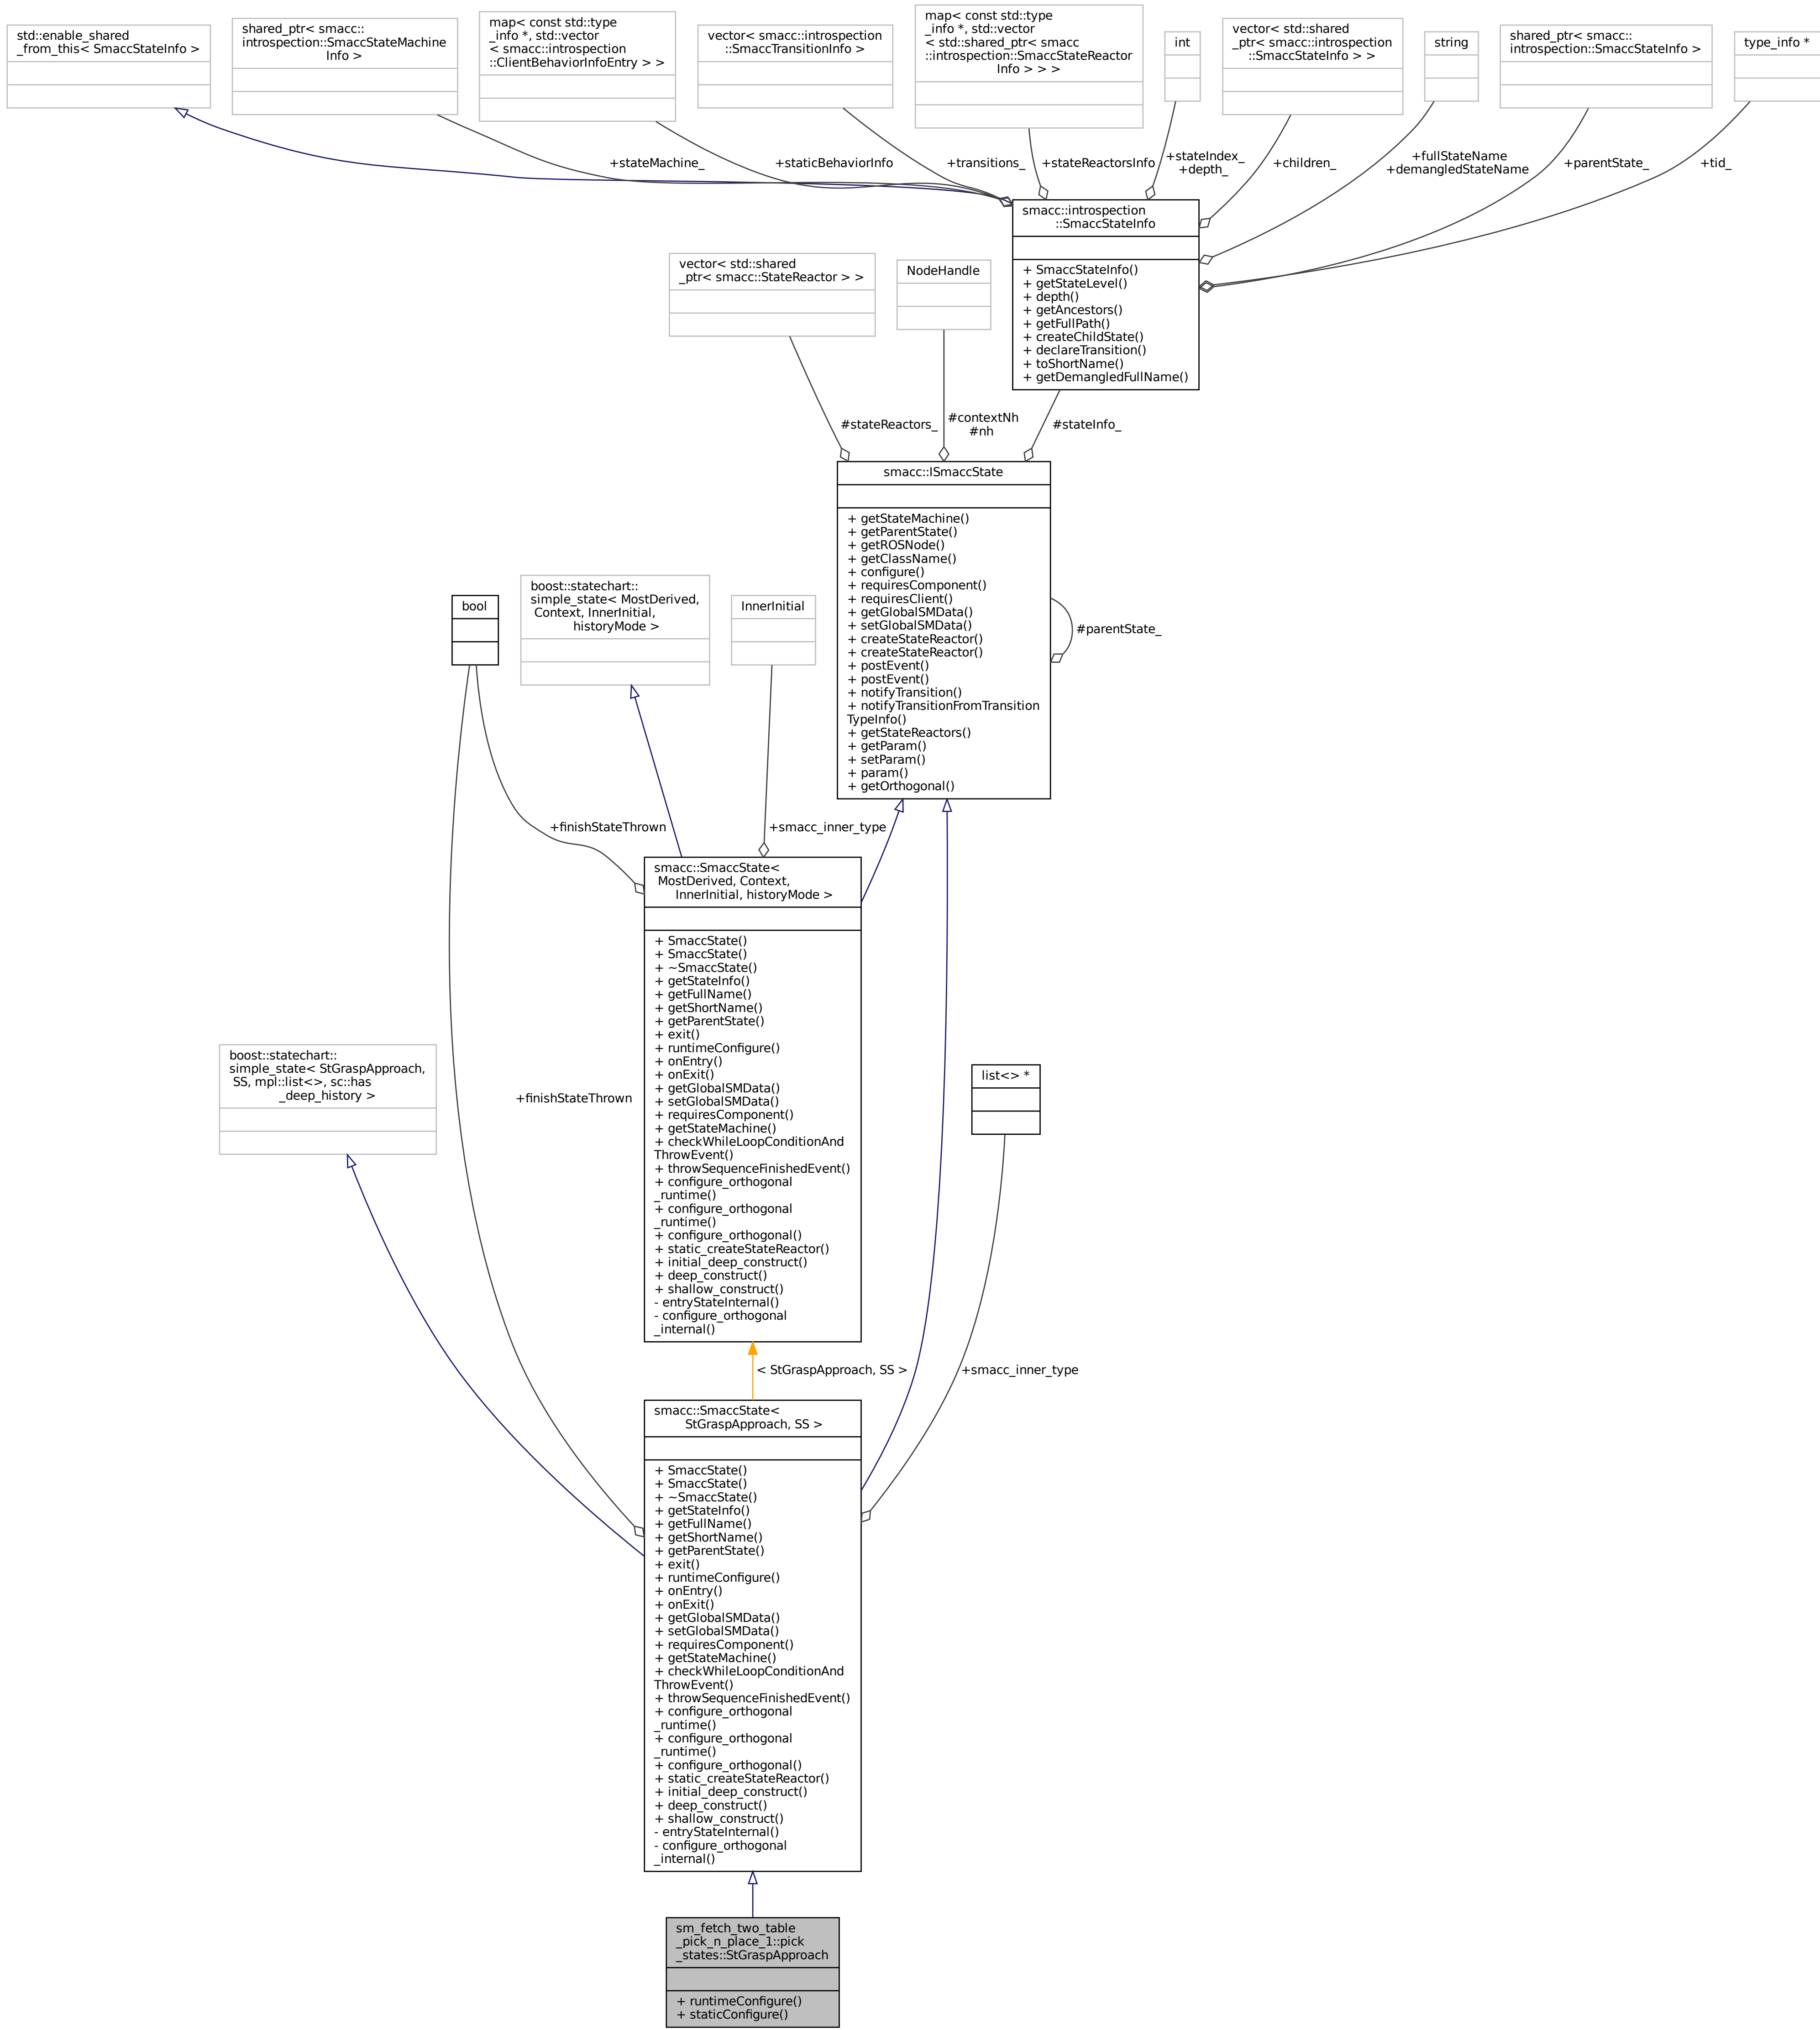 std::enable_shared
_from_this< SmaccStateInfo >
shared_ptr< smacc::
introspection::SmaccStateMachine
Info >
map< const std::type
_info *, std::vector
< smacc::introspection
::ClientBehaviorInfoEntry > >
vector< smacc::introspection
::SmaccTransitionInfo >
map< const std::type
_info *, std::vector
< std::shared_ptr< smacc
::introspection::SmaccStateReactor
Info > > >
int
vector< std::shared
_ptr< smacc::introspection
::SmaccStateInfo > >
string
shared_ptr< smacc::
introspection::SmaccStateInfo >
type_info *
+stateMachine_
+staticBehaviorInfo
+transitions_
+stateReactorsInfo
+stateIndex_
+depth_
+children_
+fullStateName
+demangledStateName
+parentState_
+tid_
smacc::introspection
::SmaccStateInfo
+ SmaccStateInfo()
+ getStateLevel()
+ depth()
+ getAncestors()
+ getFullPath()
+ createChildState()
+ declareTransition()
+ toShortName()
+ getDemangledFullName()
vector< std::shared
_ptr< smacc::StateReactor > >
NodeHandle
#stateReactors_
#contextNh
#nh
#stateInfo_
smacc::ISmaccState
+ getStateMachine()
+ getParentState()
+ getROSNode()
+ getClassName()
+ configure()
+ requiresComponent()
+ requiresClient()
+ getGlobalSMData()
+ setGlobalSMData()
+ createStateReactor()
+ createStateReactor()
+ postEvent()
+ postEvent()
+ notifyTransition()
+ notifyTransitionFromTransition
TypeInfo()
+ getStateReactors()
+ getParam()
+ setParam()
+ param()
+ getOrthogonal()
#parentState_
bool
boost::statechart::
simple_state< MostDerived,
Context, InnerInitial,
historyMode >
InnerInitial
+finishStateThrown
+smacc_inner_type
smacc::SmaccState<
MostDerived, Context,
InnerInitial, historyMode >
+ SmaccState()
+ SmaccState()
+ ~SmaccState()
+ getStateInfo()
+ getFullName()
+ getShortName()
+ getParentState()
+ exit()
+ runtimeConfigure()
+ onEntry()
+ onExit()
+ getGlobalSMData()
+ setGlobalSMData()
+ requiresComponent()
+ getStateMachine()
+ checkWhileLoopConditionAnd
ThrowEvent()
+ throwSequenceFinishedEvent()
+ configure_orthogonal
_runtime()
+ configure_orthogonal
_runtime()
+ configure_orthogonal()
+ static_createStateReactor()
+ initial_deep_construct()
+ deep_construct()
+ shallow_construct()
- entryStateInternal()
- configure_orthogonal
_internal()
boost::statechart::
simple_state< StGraspApproach,
SS, mpl::list<>, sc::has
_deep_history >
+finishStateThrown
list<> *
< StGraspApproach, SS >
+smacc_inner_type
smacc::SmaccState<
StGraspApproach, SS >
+ SmaccState()
+ SmaccState()
+ ~SmaccState()
+ getStateInfo()
+ getFullName()
+ getShortName()
+ getParentState()
+ exit()
+ runtimeConfigure()
+ onEntry()
+ onExit()
+ getGlobalSMData()
+ setGlobalSMData()
+ requiresComponent()
+ getStateMachine()
+ checkWhileLoopConditionAnd
ThrowEvent()
+ throwSequenceFinishedEvent()
+ configure_orthogonal
_runtime()
+ configure_orthogonal
_runtime()
+ configure_orthogonal()
+ static_createStateReactor()
+ initial_deep_construct()
+ deep_construct()
+ shallow_construct()
- entryStateInternal()
- configure_orthogonal
_internal()
sm_fetch_two_table
_pick_n_place_1::pick
_states::StGraspApproach
+ runtimeConfigure()
+ staticConfigure()